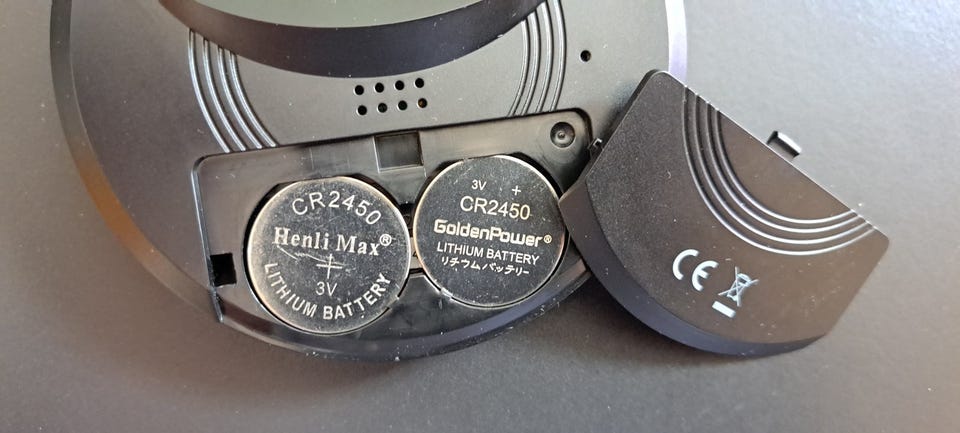 CR2450
Henli Max®
+
3V
LITHIUM BATTERY
3V +
CR2450
GoldenPower®
LITHIUM BATTERY
リチウム バッテリー
CE